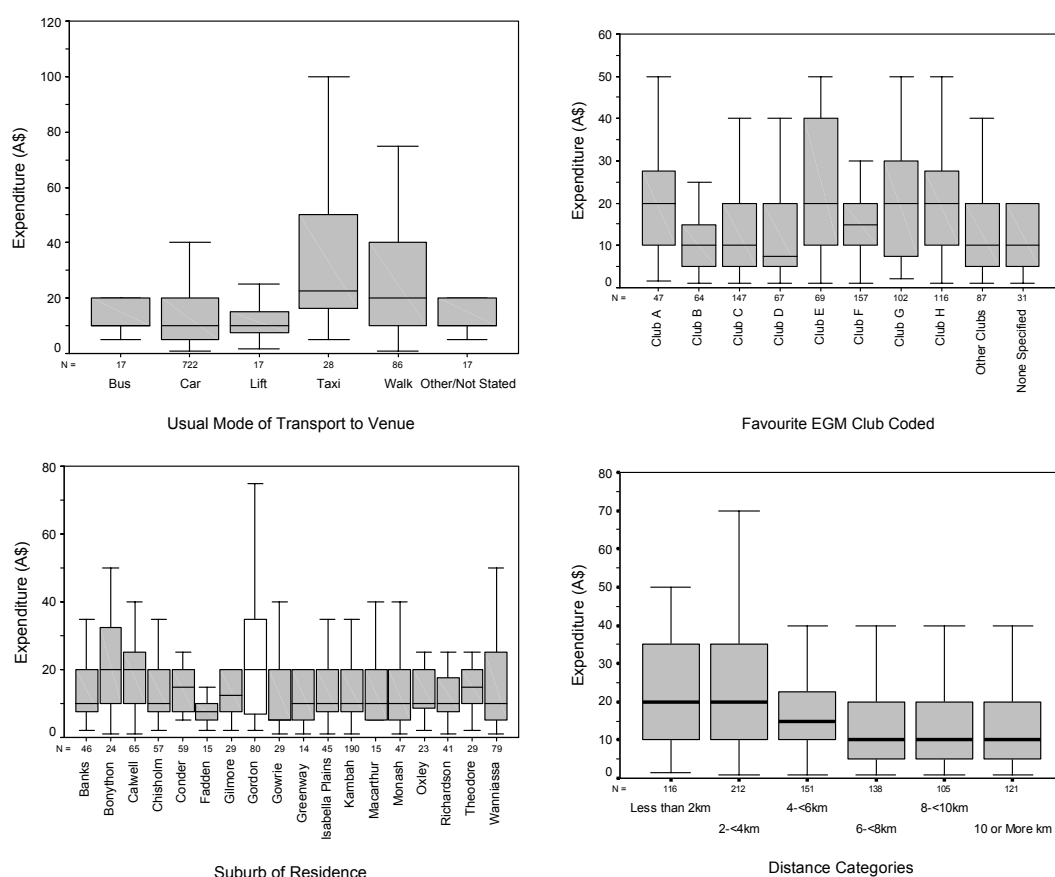 120
100
80
60
40
20
0
Expenditure (A$)
N =
17
722
17
28
86
17
Bus
Car
Lift
Taxi
Walk
Other/Not Stated
Usual Mode of Transport to Venue
60
50
40
30
20
10
0
Expenditure (A$)
N =
47
64
147
67
69
157
102
116
87
31
Club A
Club B
Club C
Club D
Club E
Club F
Club G
Club H
Other Clubs
None Specified
Favourite EGM Club Coded
80
60
40
20
0
Expenditure (A$)
N =
46
24
65
57
59
15
29
80
29
14
45
190
15
47
23
41
29
79
Banks
Bonython
Calwell
Chisholm
Conder
Fadden
Gilmore
Gordon
Gowrie
Greenway
Isabella Plains
Kambah
Macarthur
Monash
Oxley
Richardson
Theodore
Wanniassa
Suburb of Residence
80
70
60
50
40
30
20
10
0
Expenditure (A$)
N =
116
212
151
138
105
121
Less than 2km
2-<4km
4-<6km
6-<8km
8-<10km
10 or More km
Distance Categories